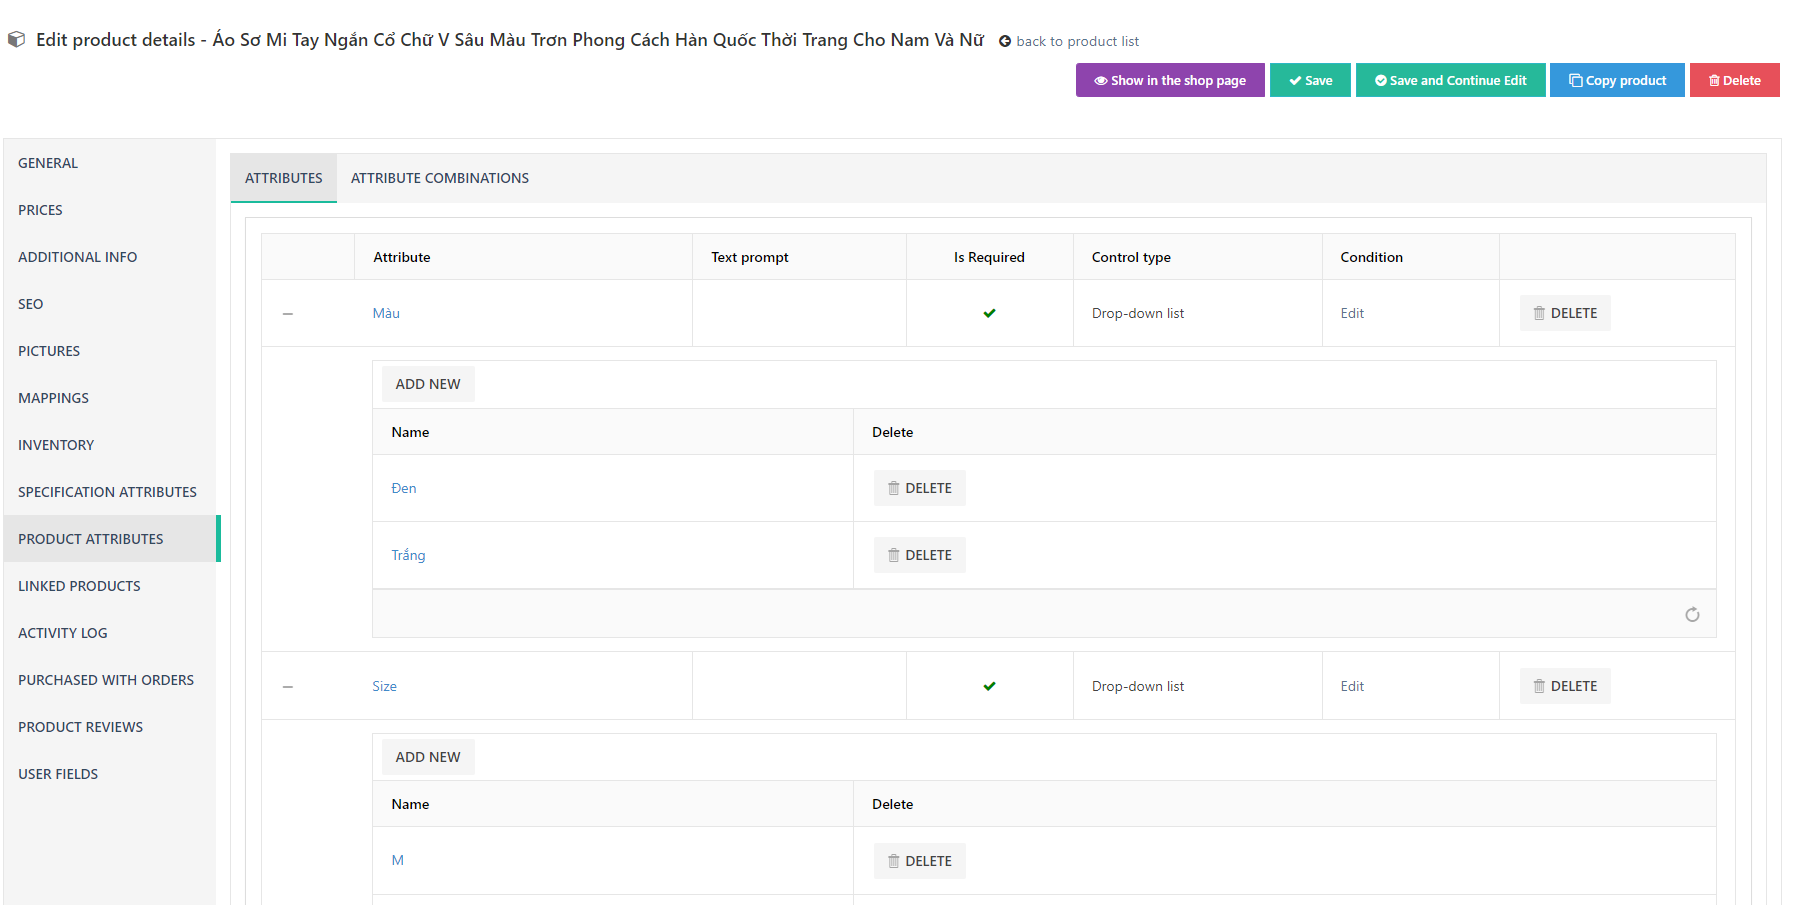 Edit product details - Áo Sơ Mi Tay Ngắn Cổ Chữ V Sâu Màu Trơn Phong Cách Hàn Quốc Thời Trang Cho Nam Và Nữ back to product list
Show in the shop page Save Save and Continue Edit Copy product Delete
GENERAL
PRICES
ADDITIONAL INFO
SEO
PICTURES
MAPPINGS
INVENTORY
SPECIFICATION ATTRIBUTES
PRODUCT ATTRIBUTES
LINKED PRODUCTS
ACTIVITY LOG
PURCHASED WITH ORDERS
PRODUCT REVIEWS
USER FIELDS
ATTRIBUTES ATTRIBUTE COMBINATIONS
Attribute Text prompt Is Required Control type Condition
Màu Drop-down list Edit DELETE
ADD NEW
Name Delete
Đen DELETE
Trắng DELETE
Size Drop-down list Edit DELETE
ADD NEW
Name Delete
M DELETE